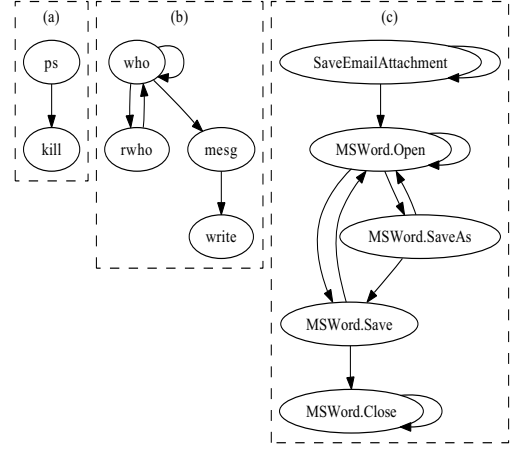 (a)
ps
kill
(b)
who
rwho
mesg
write
(c)
SaveEmailAttachment
MSWord.Open
MSWord.SaveAs
MSWord.Save
MSWord.Close